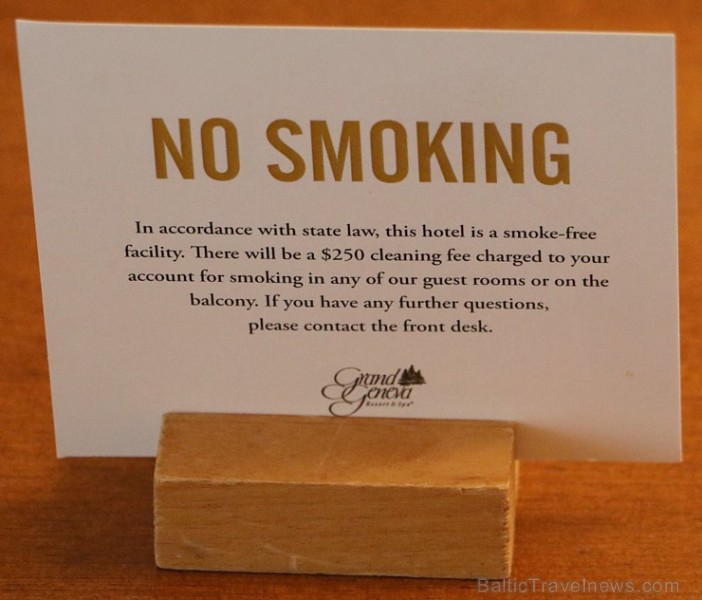 NO SMOKING
In accordance with state law, this hotel is a smoke-free
facility. There will be a $250 cleaning fee charged to your
account for smoking in any of our guest rooms or on the
balcony. If you have any further questions,
please contact the front desk.
Grand
Geneva
Resort & Spa®
BalticTravelnews.com